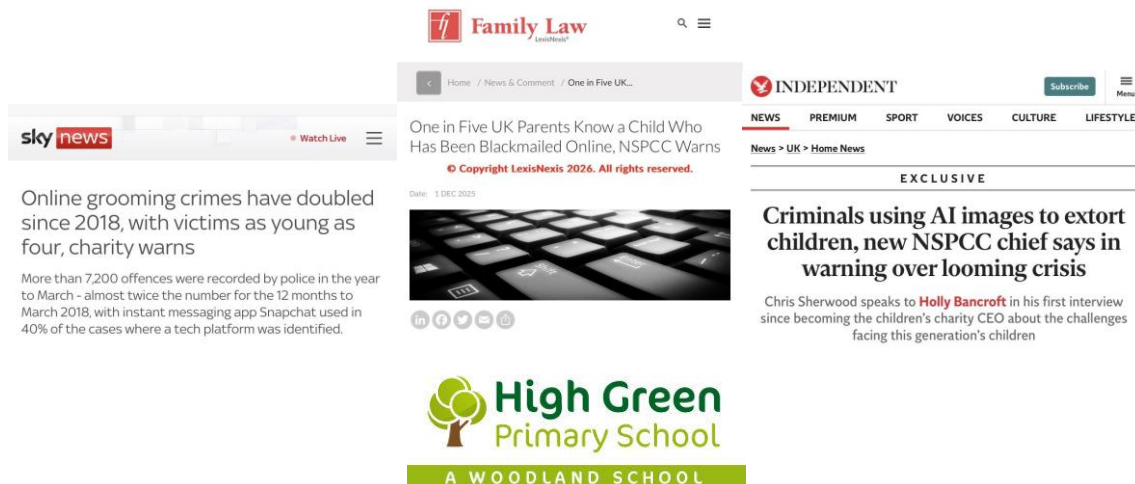 sky news
Watch Live
Online grooming crimes have doubled
since 2018, with victims as young as
four, charity warns
More than 7,200 offences were recorded by police in the year
to March - almost twice the number for the 12 months to
March 2018, with instant messaging app Snapchat used in
40% of the cases where a tech platform was identified.
fl Family Law
LexisNexis®
< Home / News & Comment / One in Five UK...
One in Five UK Parents Know a Child Who
Has Been Blackmailed Online, NSPCC Warns
© Copyright LexisNexis 2026. All rights reserved.
Date: 1 DEC 2025
Shift
in
INDEPENDENT
Subscribe
Menu
NEWS PREMIUM SPORT VOICES CULTURE LIFESTYLE
News > UK > Home News
EXCLUSIVE
Criminals using AI images to extort
children, new NSPCC chief says in
warning over looming crisis
Chris Sherwood speaks to Holly Bancroft in his first interview
since becoming the children's charity CEO about the challenges
facing this generation's children
High Green
Primary School
A WOODLAND SCHOOL